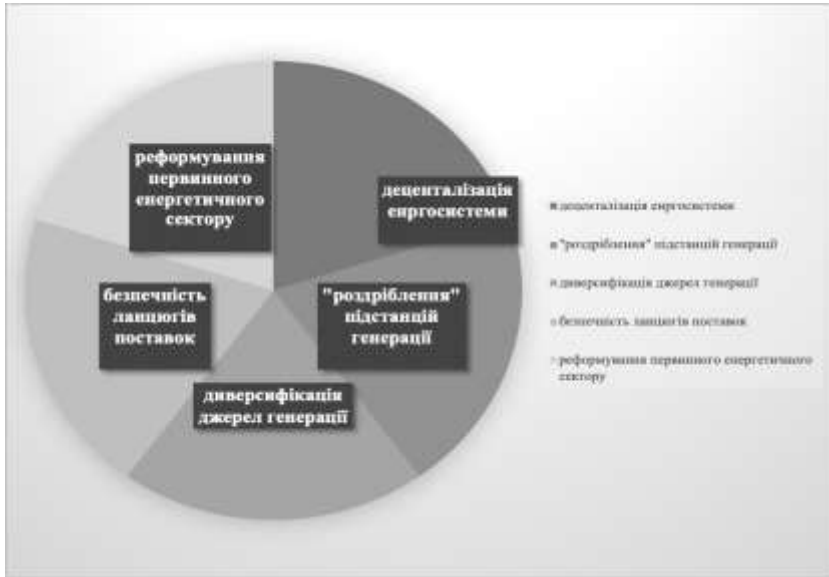 реформування
первинного
енергетичного
сектору
децентралізація
енргосистеми
безпечність
ланцюгів
поставок
"роздріблення"
підстанцій
генерації
диверсифікація
джерел генерації
децентралізація енргосистеми
"роздріблення" підстанцій генерації
диверсифікація джерел генерації
безпечність ланцюгів поставок
реформування первинного енергетичного
сектору